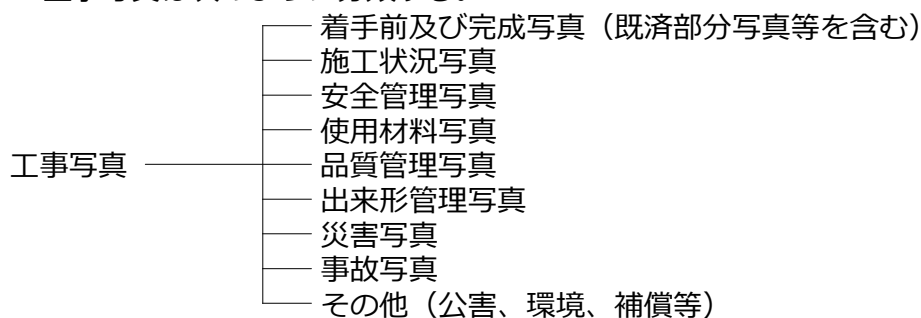 着手前及び完成写真（既済部分写真等を含む）
施工状況写真
安全管理写真
使用材料写真
工事写真
品質管理写真
出来形管理写真
災害写真
事故写真
その他（公害、環境、補償等）